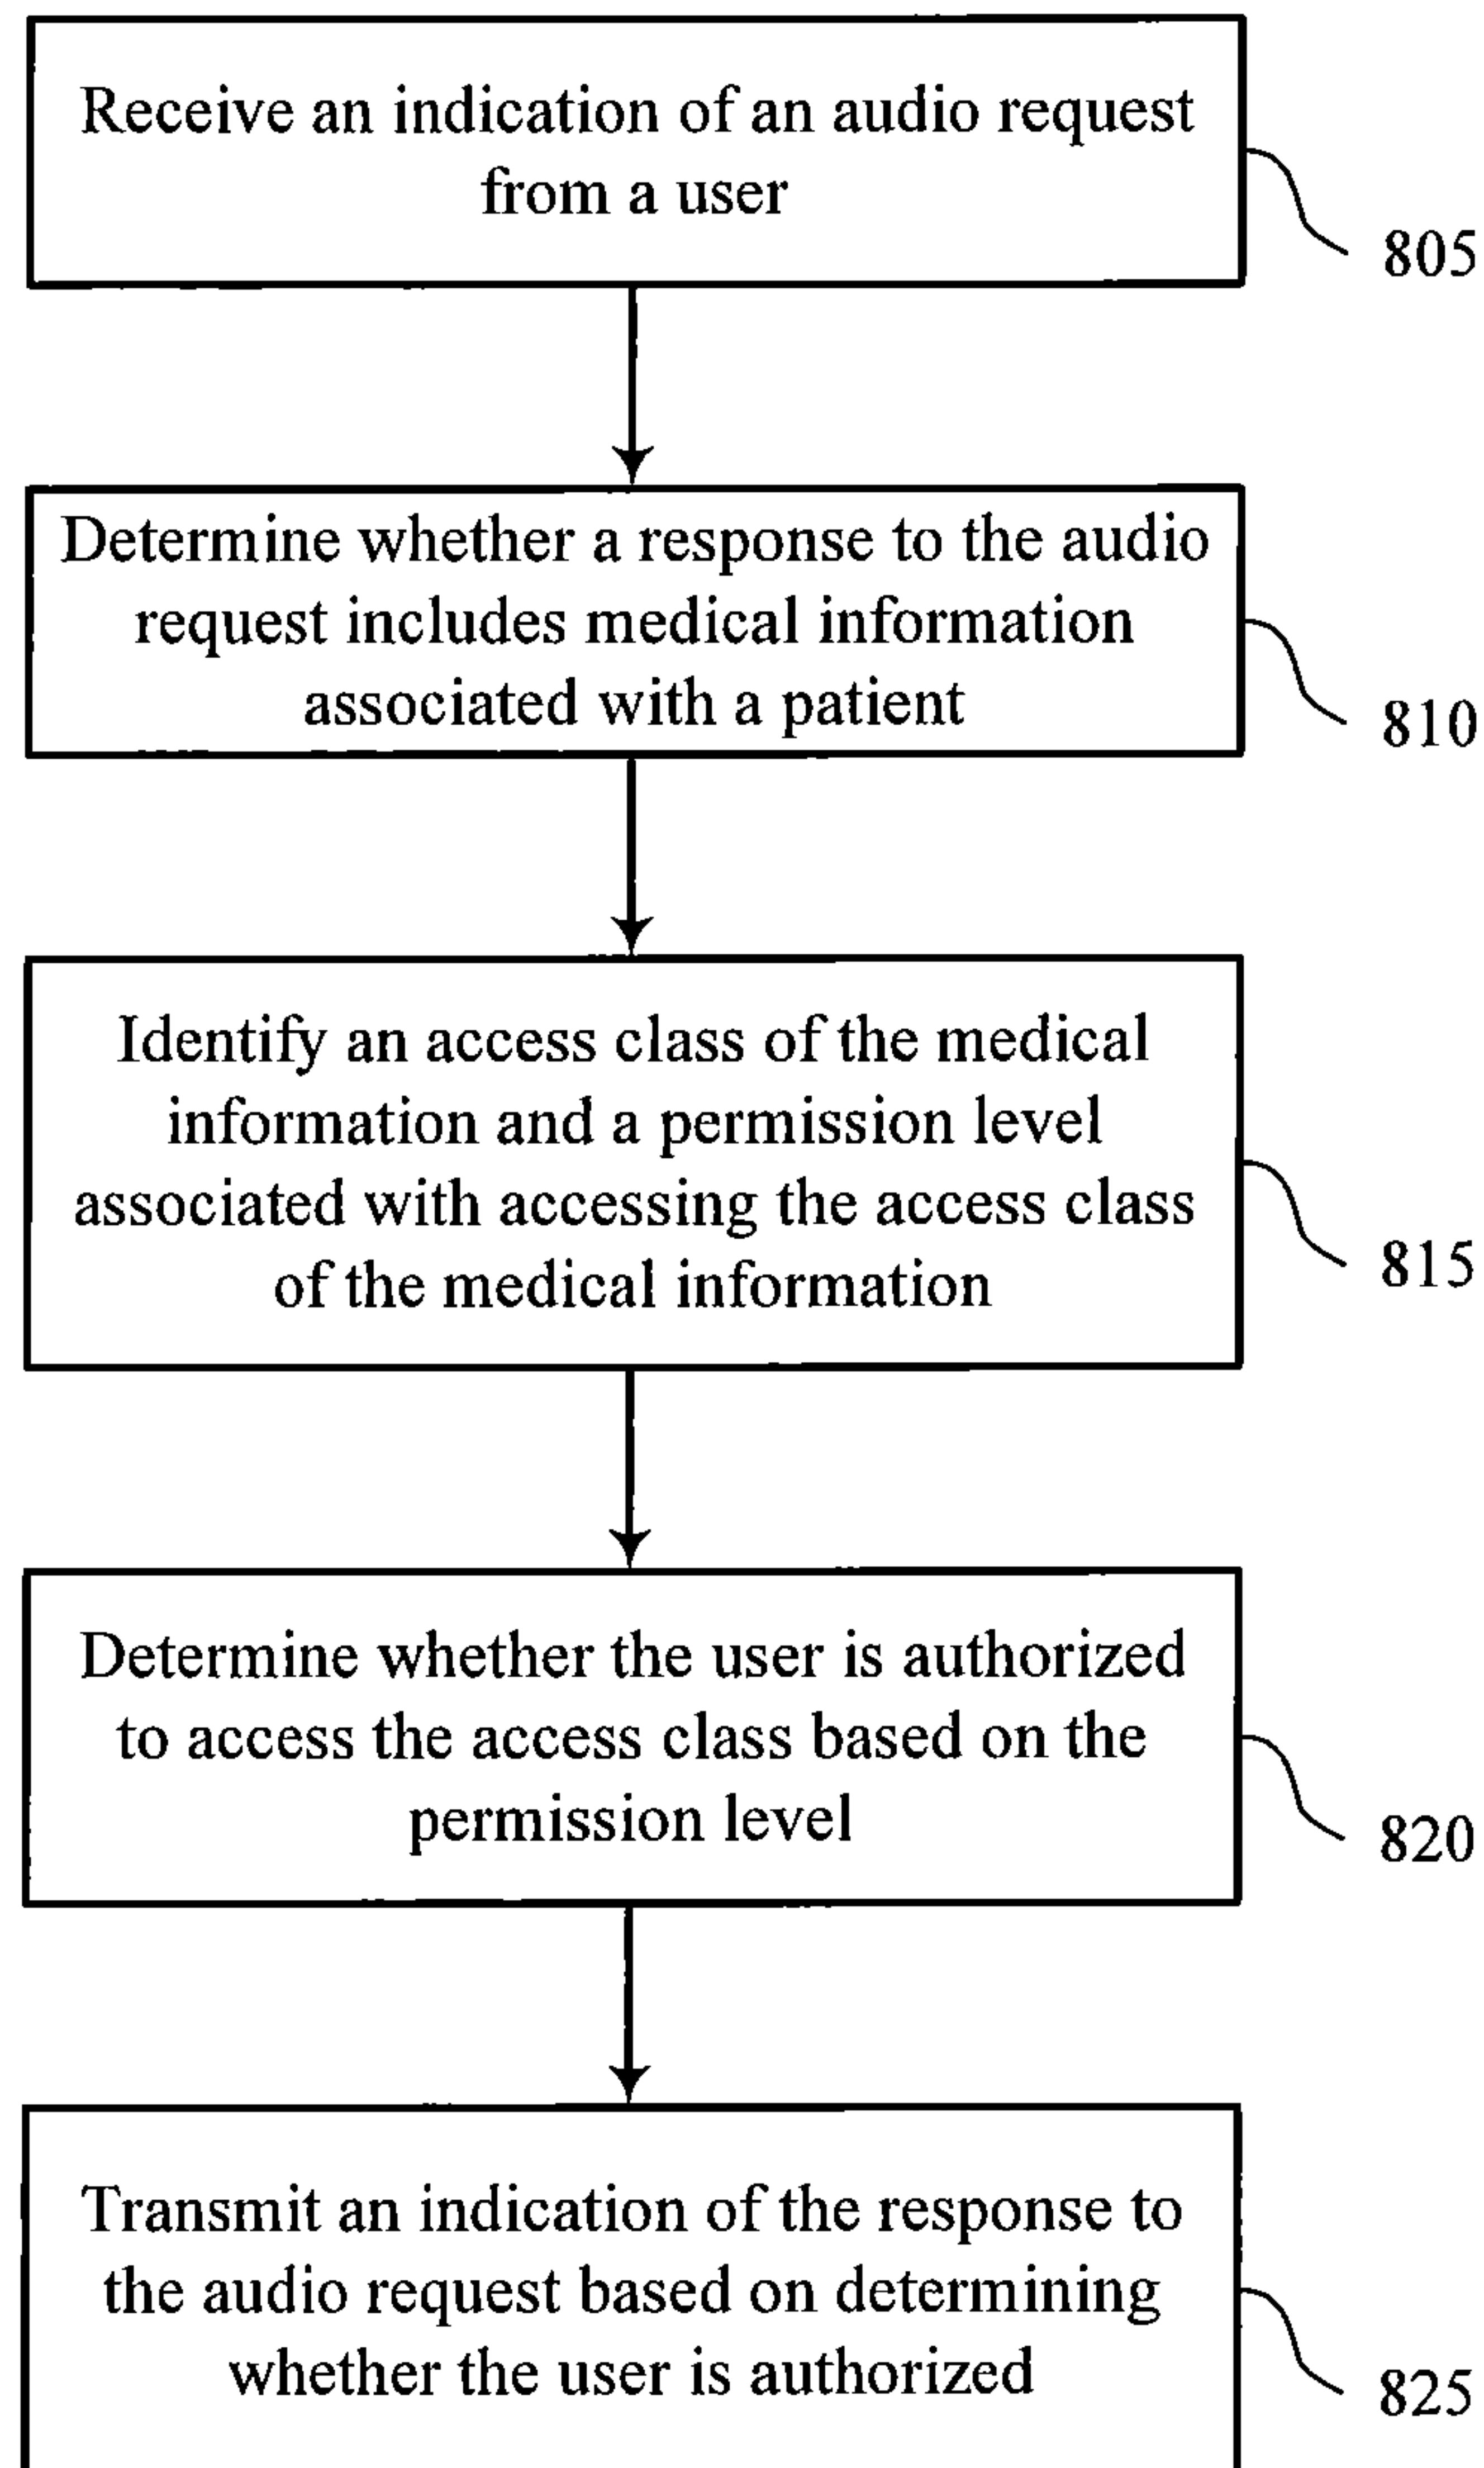 Receive an indication of an audio request
from a user
805
Determine whether a response to the audio
request includes medical information
associated with a patient
810
Identify an access class of the medical
information and a permission level
associated with accessing the access class
of the medical information
815
Determine whether the user is authorized
to access the access class based on the
permission level
820
Transmit an indication of the response to
the audio request based on determining
whether the user is authorized
825